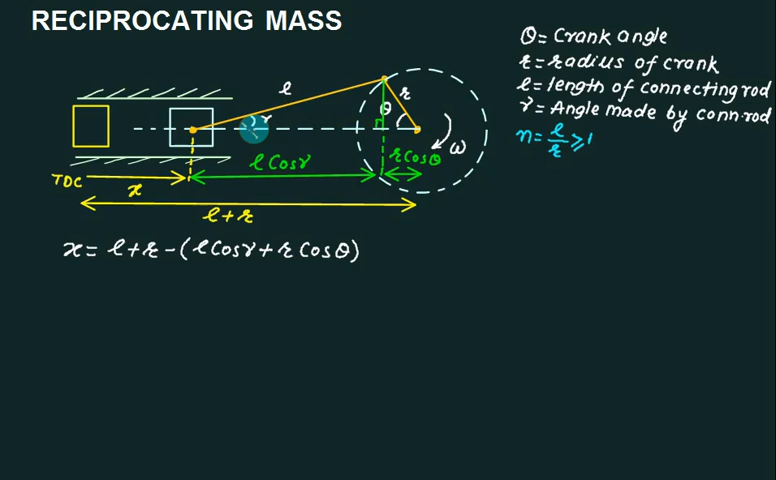 RECIPROCATING MASS
θ = Crank angle
r = radius of crank
l = length of connecting rod
γ = Angle made by conn·rod
n = l/r ≥ 1
l
r
θ
γ
ω
l Cosγ
r Cosθ
TDC
x
l + r
x = l + r - (l Cosγ + r Cosθ)